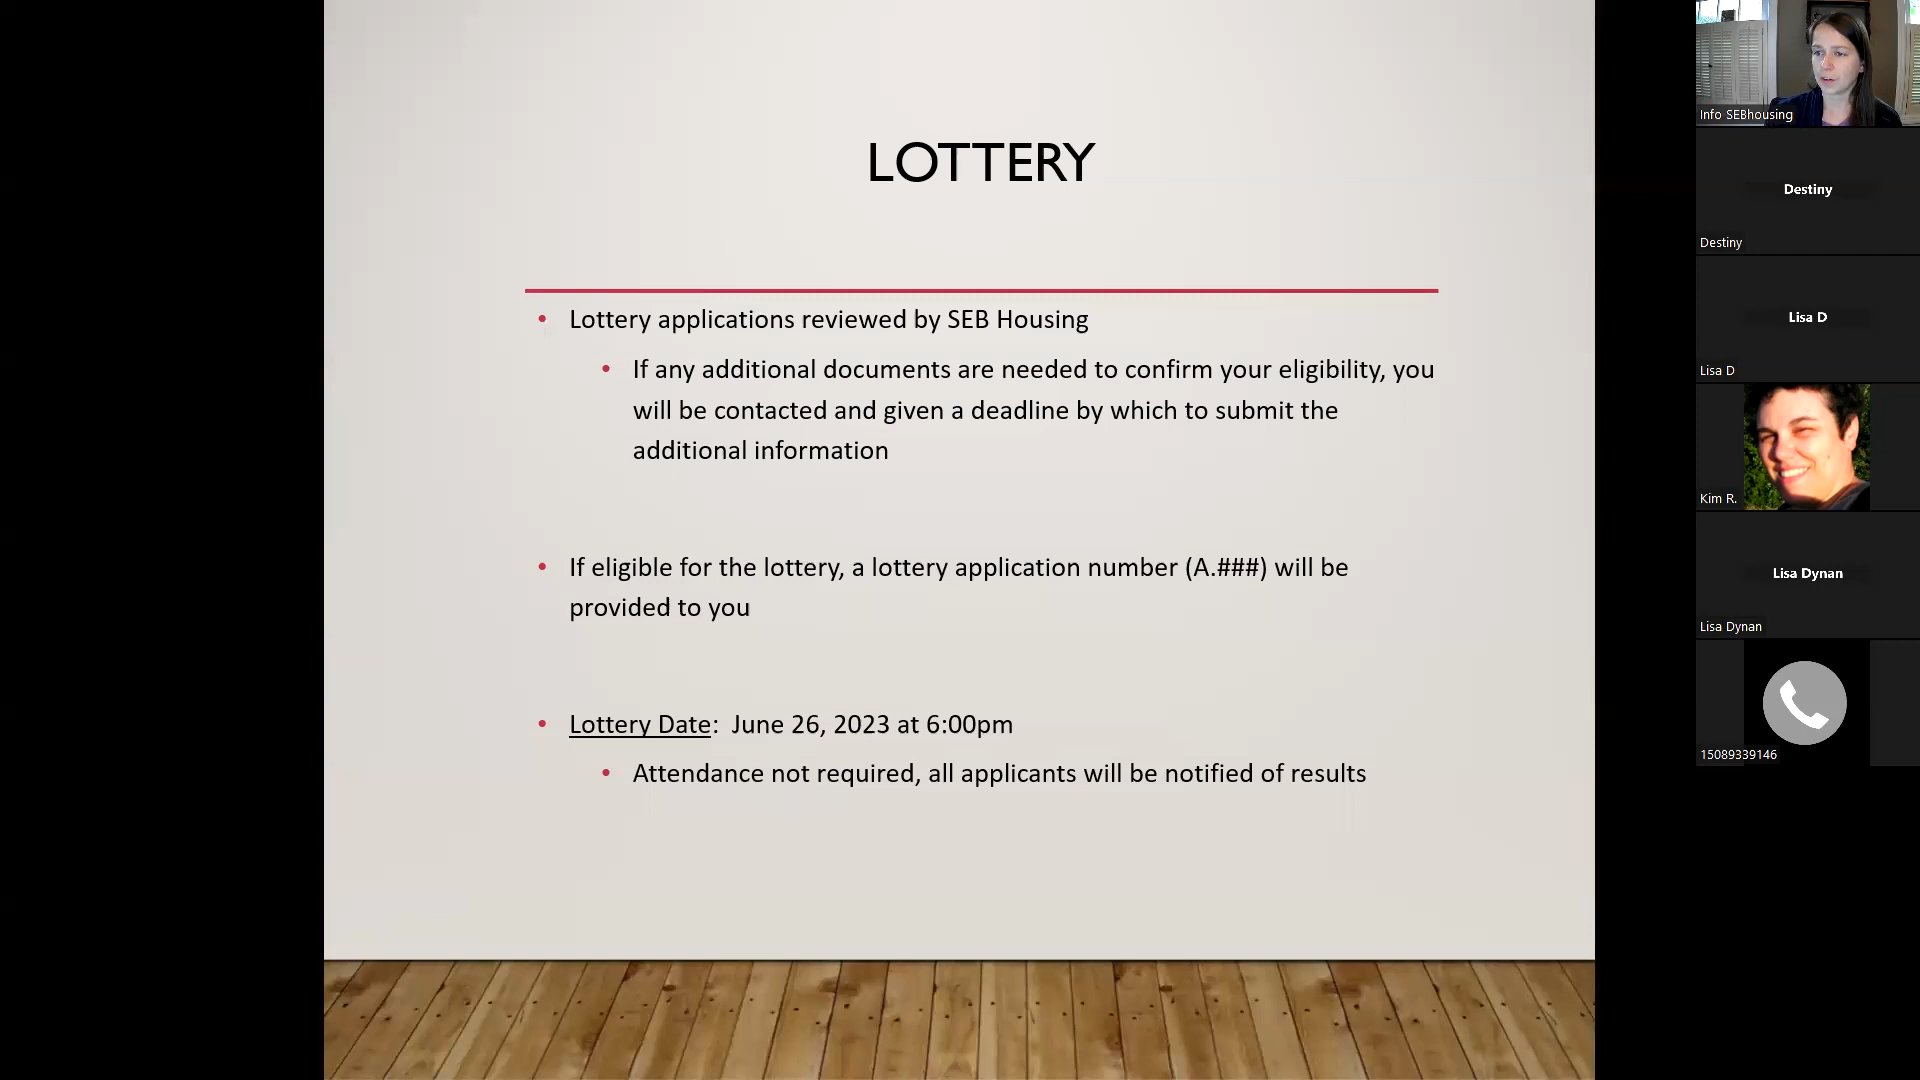 LOTTERY
• Lottery applications reviewed by SEB Housing
• If any additional documents are needed to confirm your eligibility, you
will be contacted and given a deadline by which to submit the
additional information
• If eligible for the lottery, a lottery application number (A.###) will be
provided to you
• Lottery Date:  June 26, 2023 at 6:00pm
• Attendance not required, all applicants will be notified of results
Info SEBhousing
Destiny
Destiny
Lisa D
Lisa D
Kim R.
Lisa Dynan
Lisa Dynan
15089339146